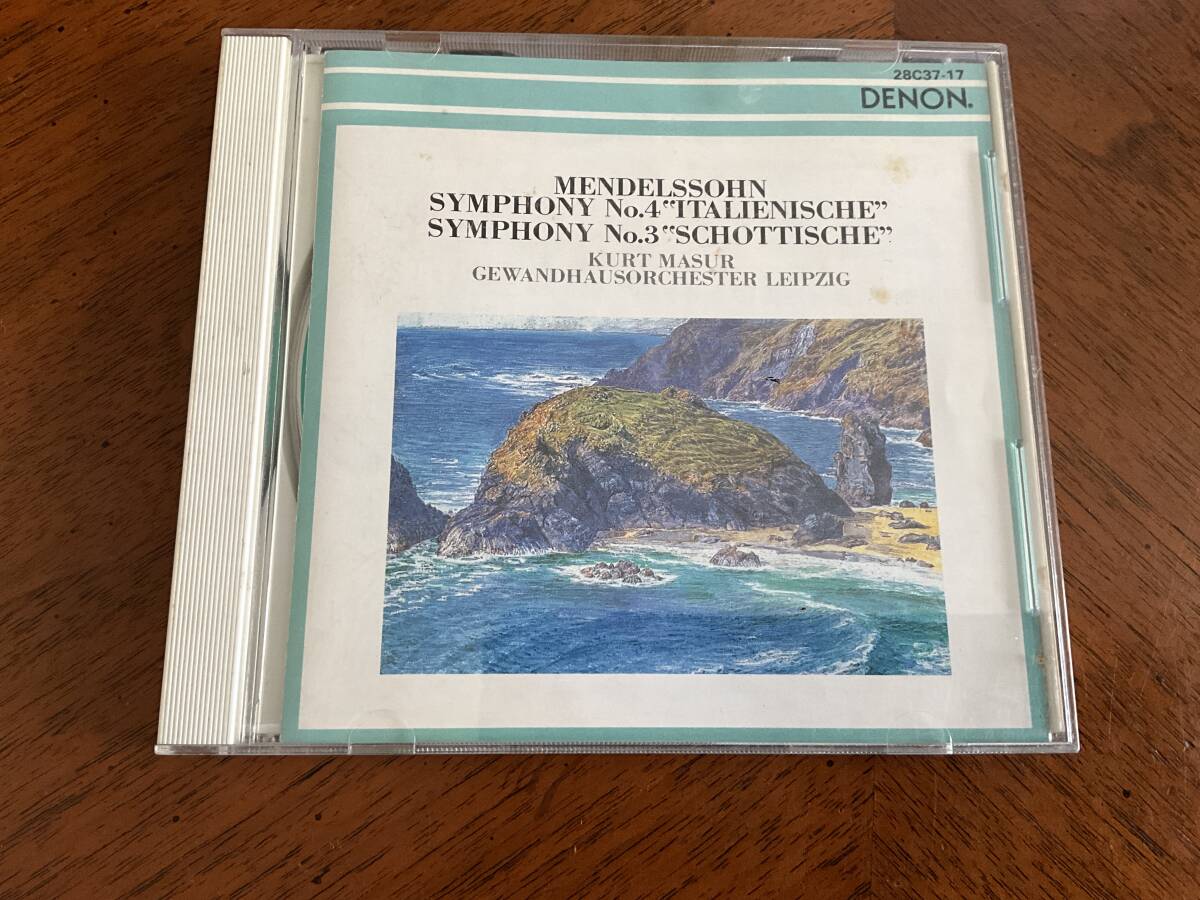 28C37-17
DENON.
MENDELSSOHN
SYMPHONY No.4“ITALIENISCHE”
SYMPHONY No.3“SCHOTTISCHE”
KURT MASUR
GEWANDHAUSORCHESTER LEIPZIG